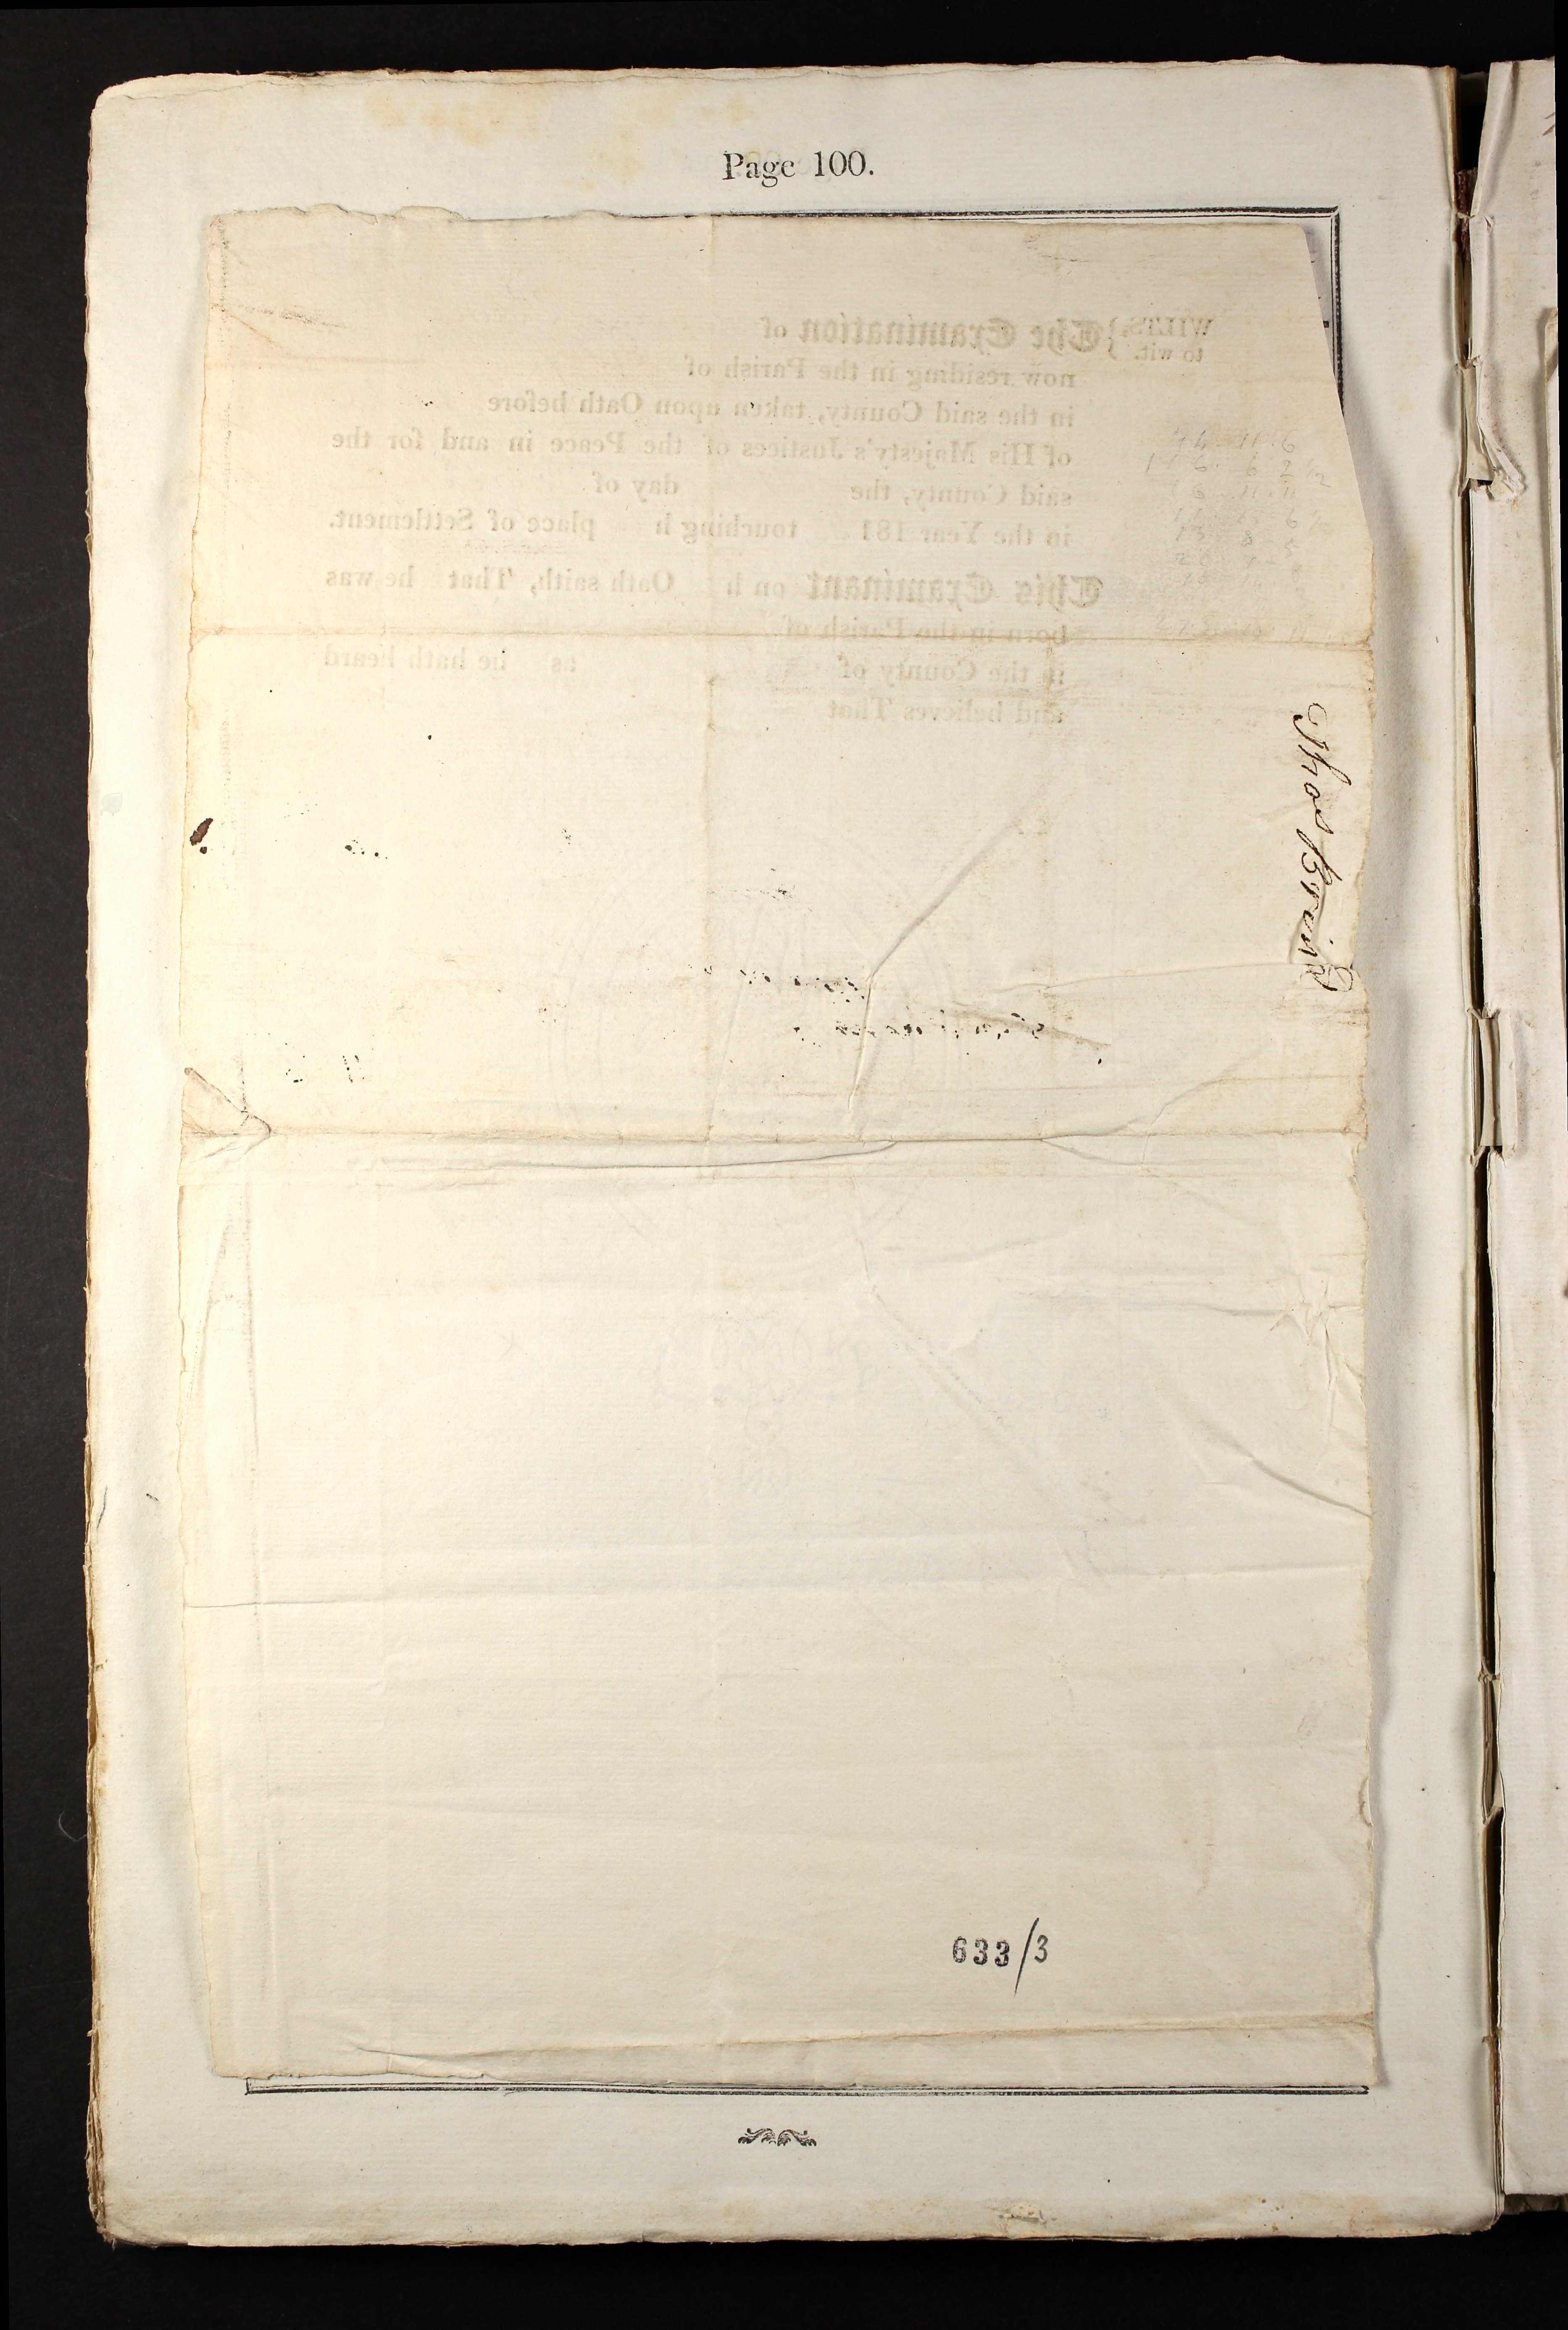 Page 100.
WILTS,
to wit. } The Examination of
now residing in the Parish of
in the said County, taken upon Oath before
of His Majesty's Justices of the Peace in and for the
said County, the day of
in the Year 181 touching h place of Settlement.
This Examinant on h Oath saith, That he was
born in the Parish of
in the County of as he hath heard
and believes That
Thos Brind
633/3